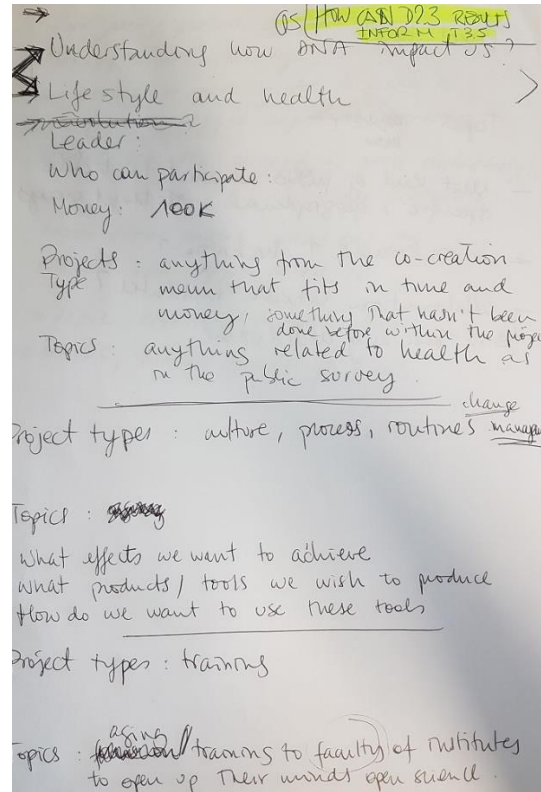 QS/HOW CAN D2.3 RESULTS
INFORM T3.5
Understanding how DNA impact us?
Life style and health
Leader:
Who can participate:
Money: 100K
Projects : anything from the co-creation
Type menu that fits in time and
money, something that hasn't been
done before within the project
Topics : anything related to health as
in the public survey.
change
Project types : culture, process, routines manage
Topics :
What effects we want to achieve
What products/tools we wish to produce
How do we want to use these tools
Project types : training
aging
Topics : training to faculty of institutes
to open up their minds open science.